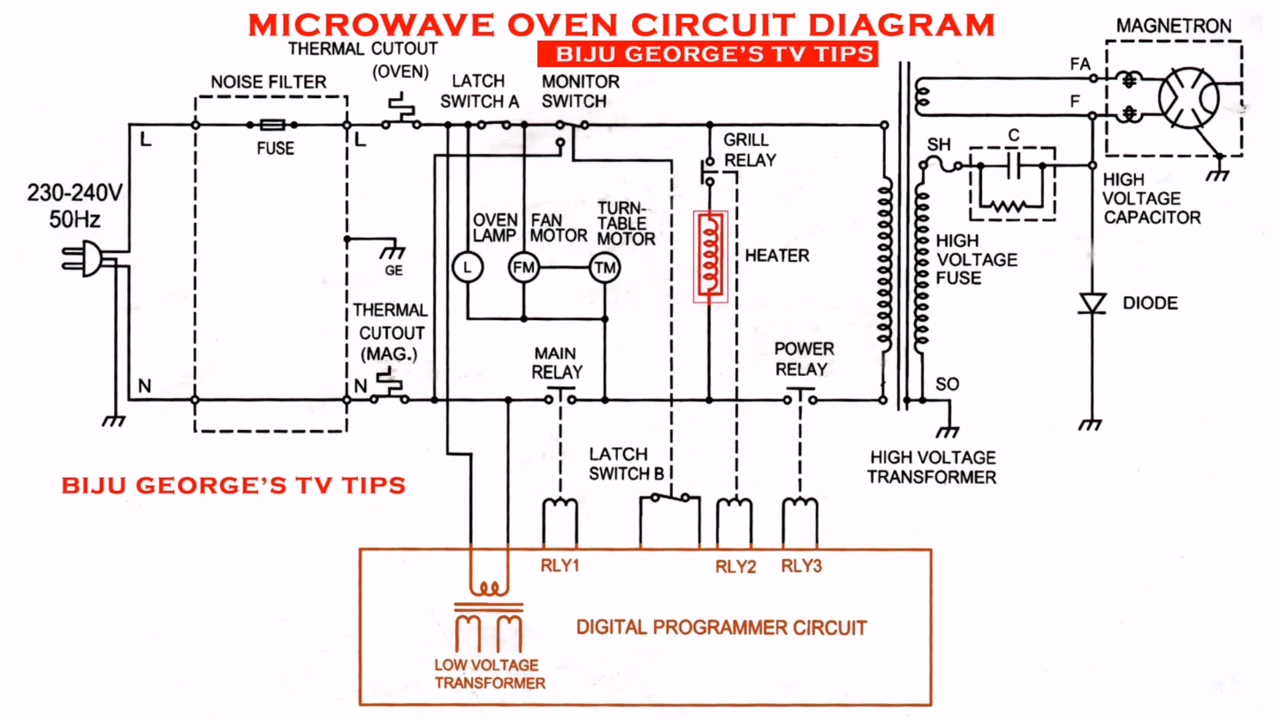 MICROWAVE OVEN CIRCUIT DIAGRAM
BIJU GEORGE'S TV TIPS
THERMAL CUTOUT
(OVEN)
NOISE FILTER
LATCH
SWITCH A
MONITOR
SWITCH
MAGNETRON
FA
F
L
FUSE
L
GRILL
RELAY
SH
C
230-240V
50Hz
HIGH
VOLTAGE
CAPACITOR
OVEN
LAMP
FAN
MOTOR
TURN-
TABLE
MOTOR
HEATER
HIGH
VOLTAGE
FUSE
GE
L
FM
TM
DIODE
THERMAL
CUTOUT
(MAG.)
MAIN
RELAY
POWER
RELAY
N
N
SO
LATCH
SWITCH B
HIGH VOLTAGE
TRANSFORMER
BIJU GEORGE'S TV TIPS
RLY1
RLY2
RLY3
DIGITAL PROGRAMMER CIRCUIT
LOW VOLTAGE
TRANSFORMER